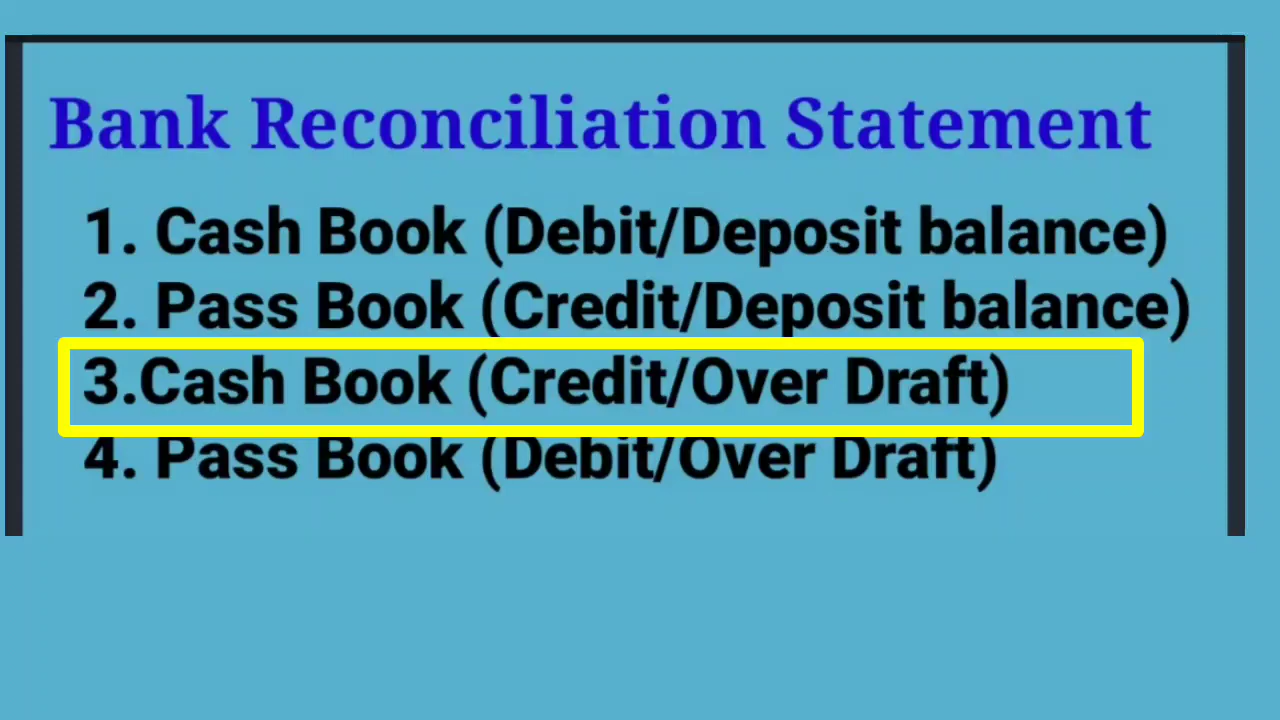 Bank Reconciliation Statement
1. Cash Book (Debit/Deposit balance)
2. Pass Book (Credit/Deposit balance)
3.Cash Book (Credit/Over Draft)
4. Pass Book (Debit/Over Draft)